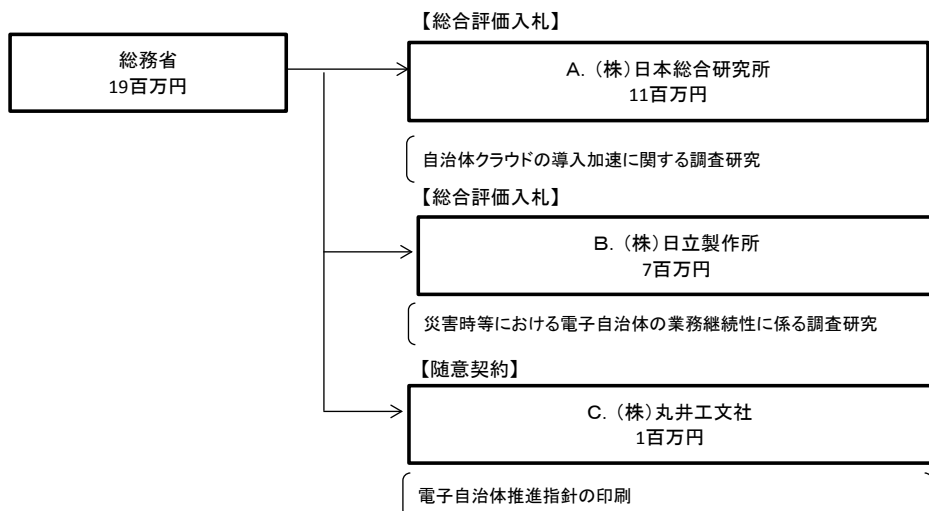 【総合評価入札】
総務省
19百万円
A. (株)日本総合研究所
11百万円
自治体クラウドの導入加速に関する調査研究
【総合評価入札】
B. (株)日立製作所
7百万円
災害時等における電子自治体の業務継続性に係る調査研究
【随意契約】
C. (株)丸井工文社
1百万円
電子自治体推進指針の印刷